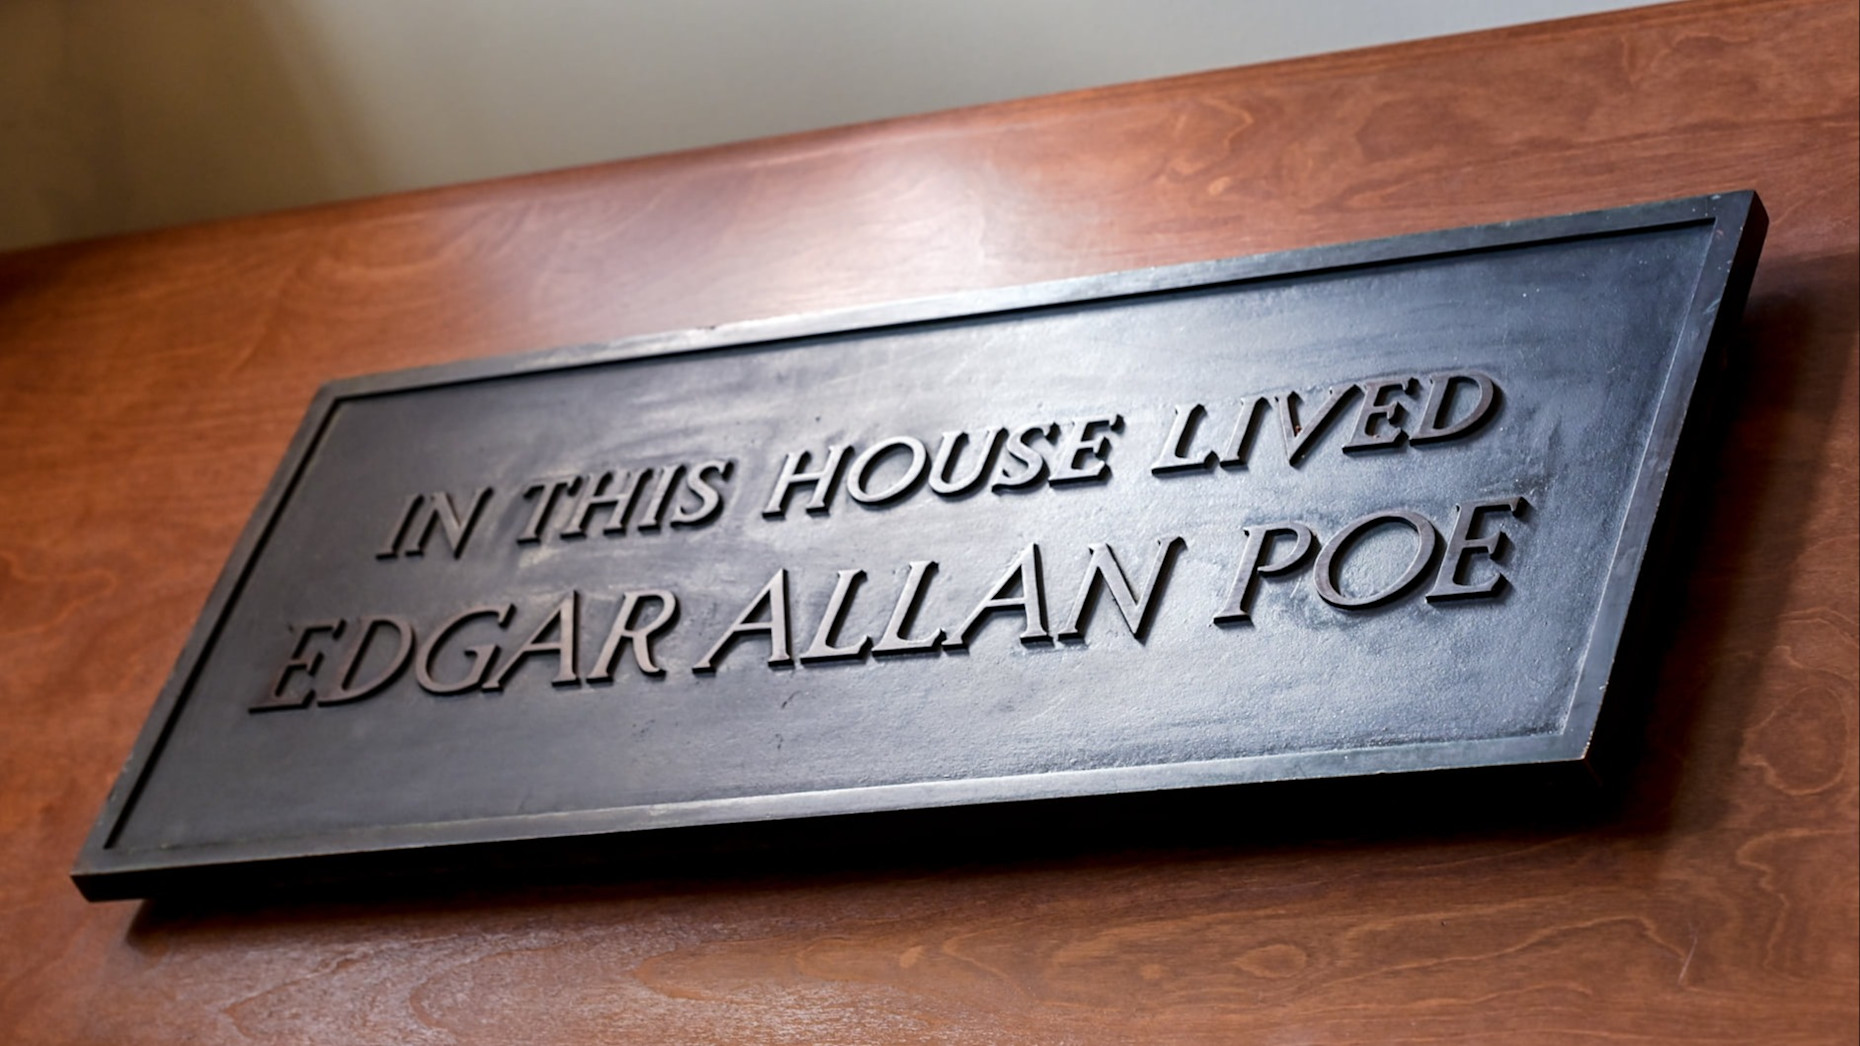 IN THIS HOUSE LIVED
EDGAR ALLAN POE